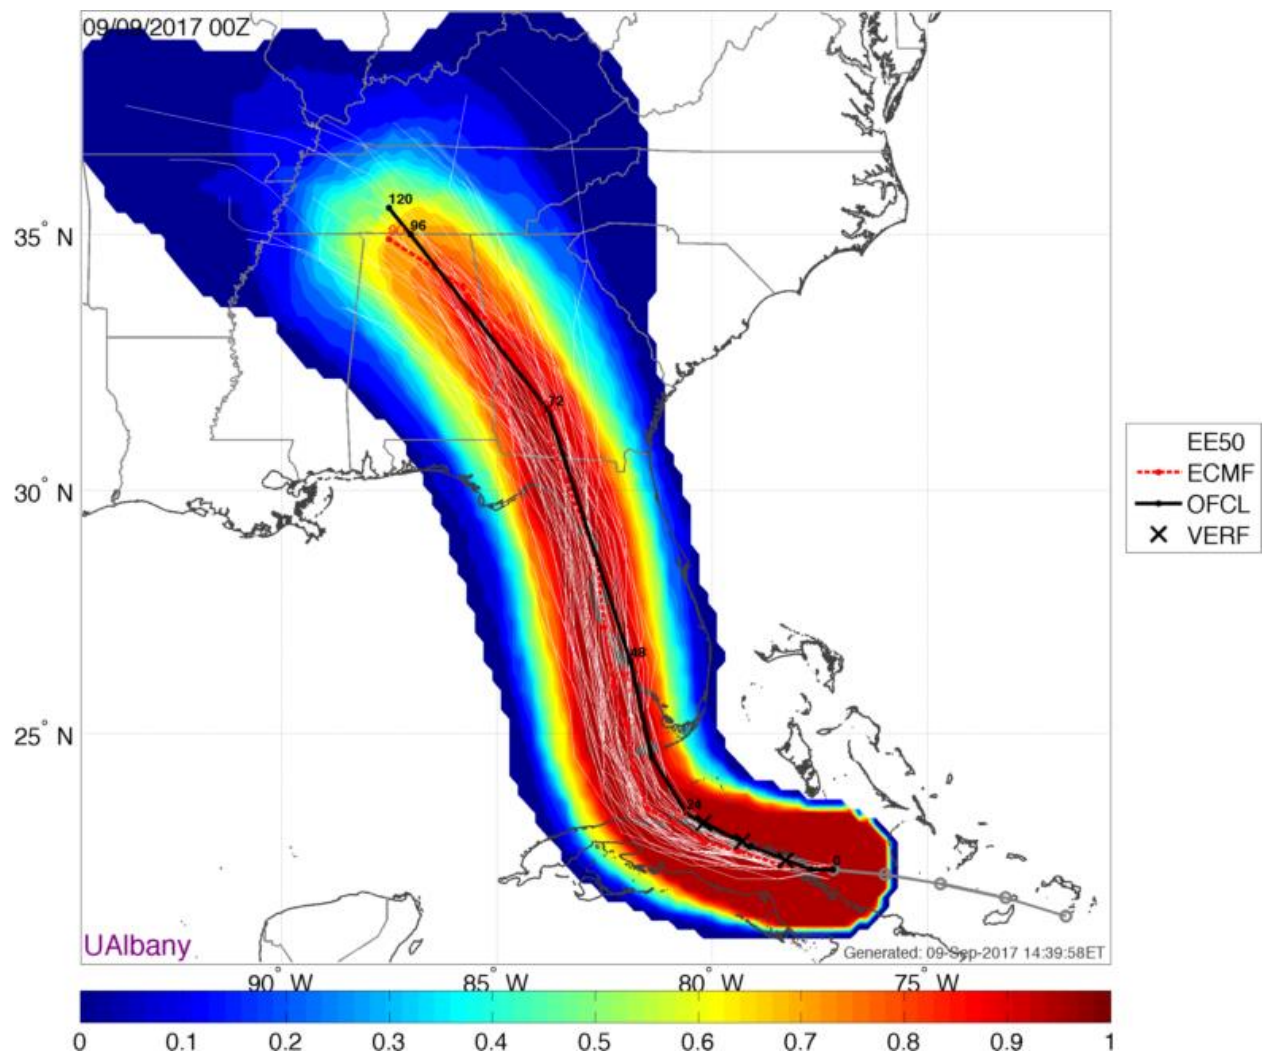 09/09/2017 00Z
120
96
35° N
72
EE50
ECMF
OFCL
VERF
30° N
48
25° N
24
0
UAlbany
Generated: 09-Sep-2017 14:39:58ET
90° W 85° W 80° W 75° W
0 0.1 0.2 0.3 0.4 0.5 0.6 0.7 0.8 0.9 1